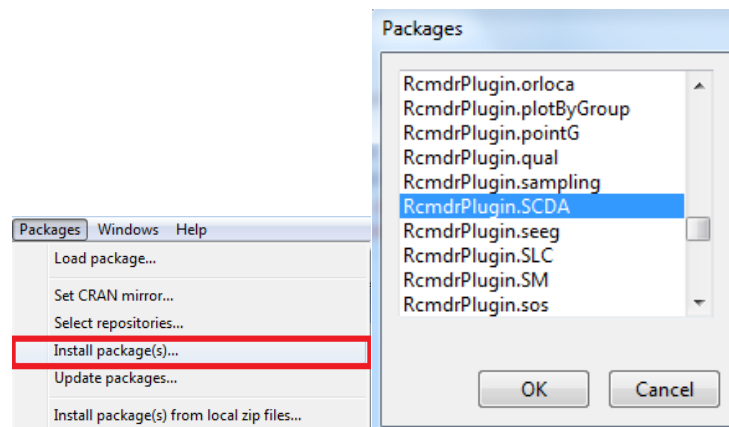 Packages Windows Help
Load package...
Set CRAN mirror...
Select repositories...
Install package(s)...
Update packages...
Install package(s) from local zip files...
Packages
RcmdrPlugin.orloca
RcmdrPlugin.plotByGroup
RcmdrPlugin.pointG
RcmdrPlugin.qual
RcmdrPlugin.sampling
RcmdrPlugin.SCDA
RcmdrPlugin.seeg
RcmdrPlugin.SLC
RcmdrPlugin.SM
RcmdrPlugin.sos
OK Cancel